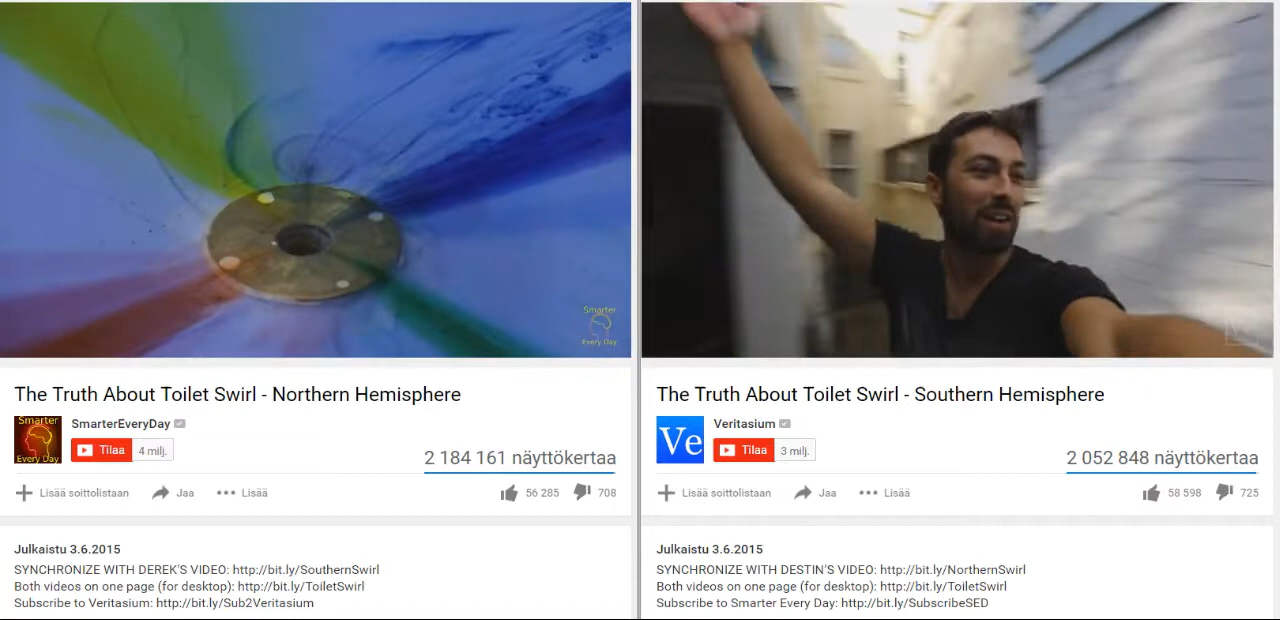 Smarter
Every Day
The Truth About Toilet Swirl - Northern Hemisphere
Smarter
Every Day
SmarterEveryDay
Tilaa
4 milj.
2 184 161 näyttökertaa
Lisää soittolistaan
Jaa
Lisää
56 285
708
Julkaistu 3.6.2015
SYNCHRONIZE WITH DEREK'S VIDEO: http://bit.ly/SouthernSwirl
Both videos on one page (for desktop): http://bit.ly/ToiletSwirl
Subscribe to Veritasium: http://bit.ly/Sub2Veritasium
The Truth About Toilet Swirl - Southern Hemisphere
Ve
Veritasium
Tilaa
3 milj.
2 052 848 näyttökertaa
Lisää soittolistaan
Jaa
Lisää
58 598
725
Julkaistu 3.6.2015
SYNCHRONIZE WITH DESTIN'S VIDEO: http://bit.ly/NorthernSwirl
Both videos on one page (for desktop): http://bit.ly/ToiletSwirl
Subscribe to Smarter Every Day: http://bit.ly/SubscribeSED